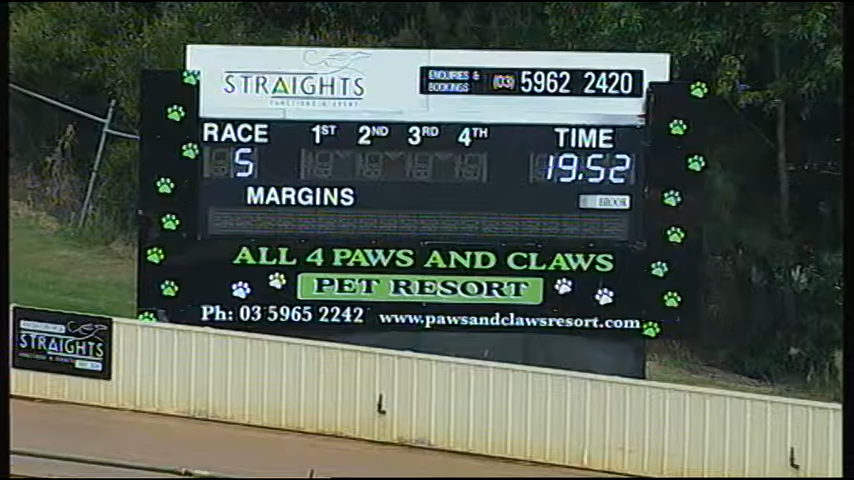 STRAIGHTS
ENQUIRIES & BOOKINGS (03) 5962 2420
RACE 1ST 2ND 3RD 4TH TIME
5 19.52
MARGINS
ALL 4 PAWS AND CLAWS
PET RESORT
Ph: 03 5965 2242 www.pawsandclawsresort.com
STRAIGHTS